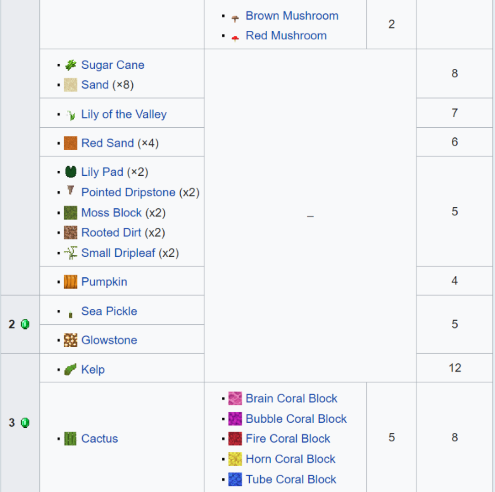 Brown Mushroom
Red Mushroom
2
Sugar Cane
Sand (×8)
8
Lily of the Valley
7
Red Sand (×4)
6
Lily Pad (×2)
Pointed Dripstone (x2)
Moss Block (x2)
Rooted Dirt (x2)
Small Dripleaf (x2)
–
5
Pumpkin
4
2
Sea Pickle
Glowstone
5
Kelp
12
3
Cactus
Brain Coral Block
Bubble Coral Block
Fire Coral Block
Horn Coral Block
Tube Coral Block
5
8